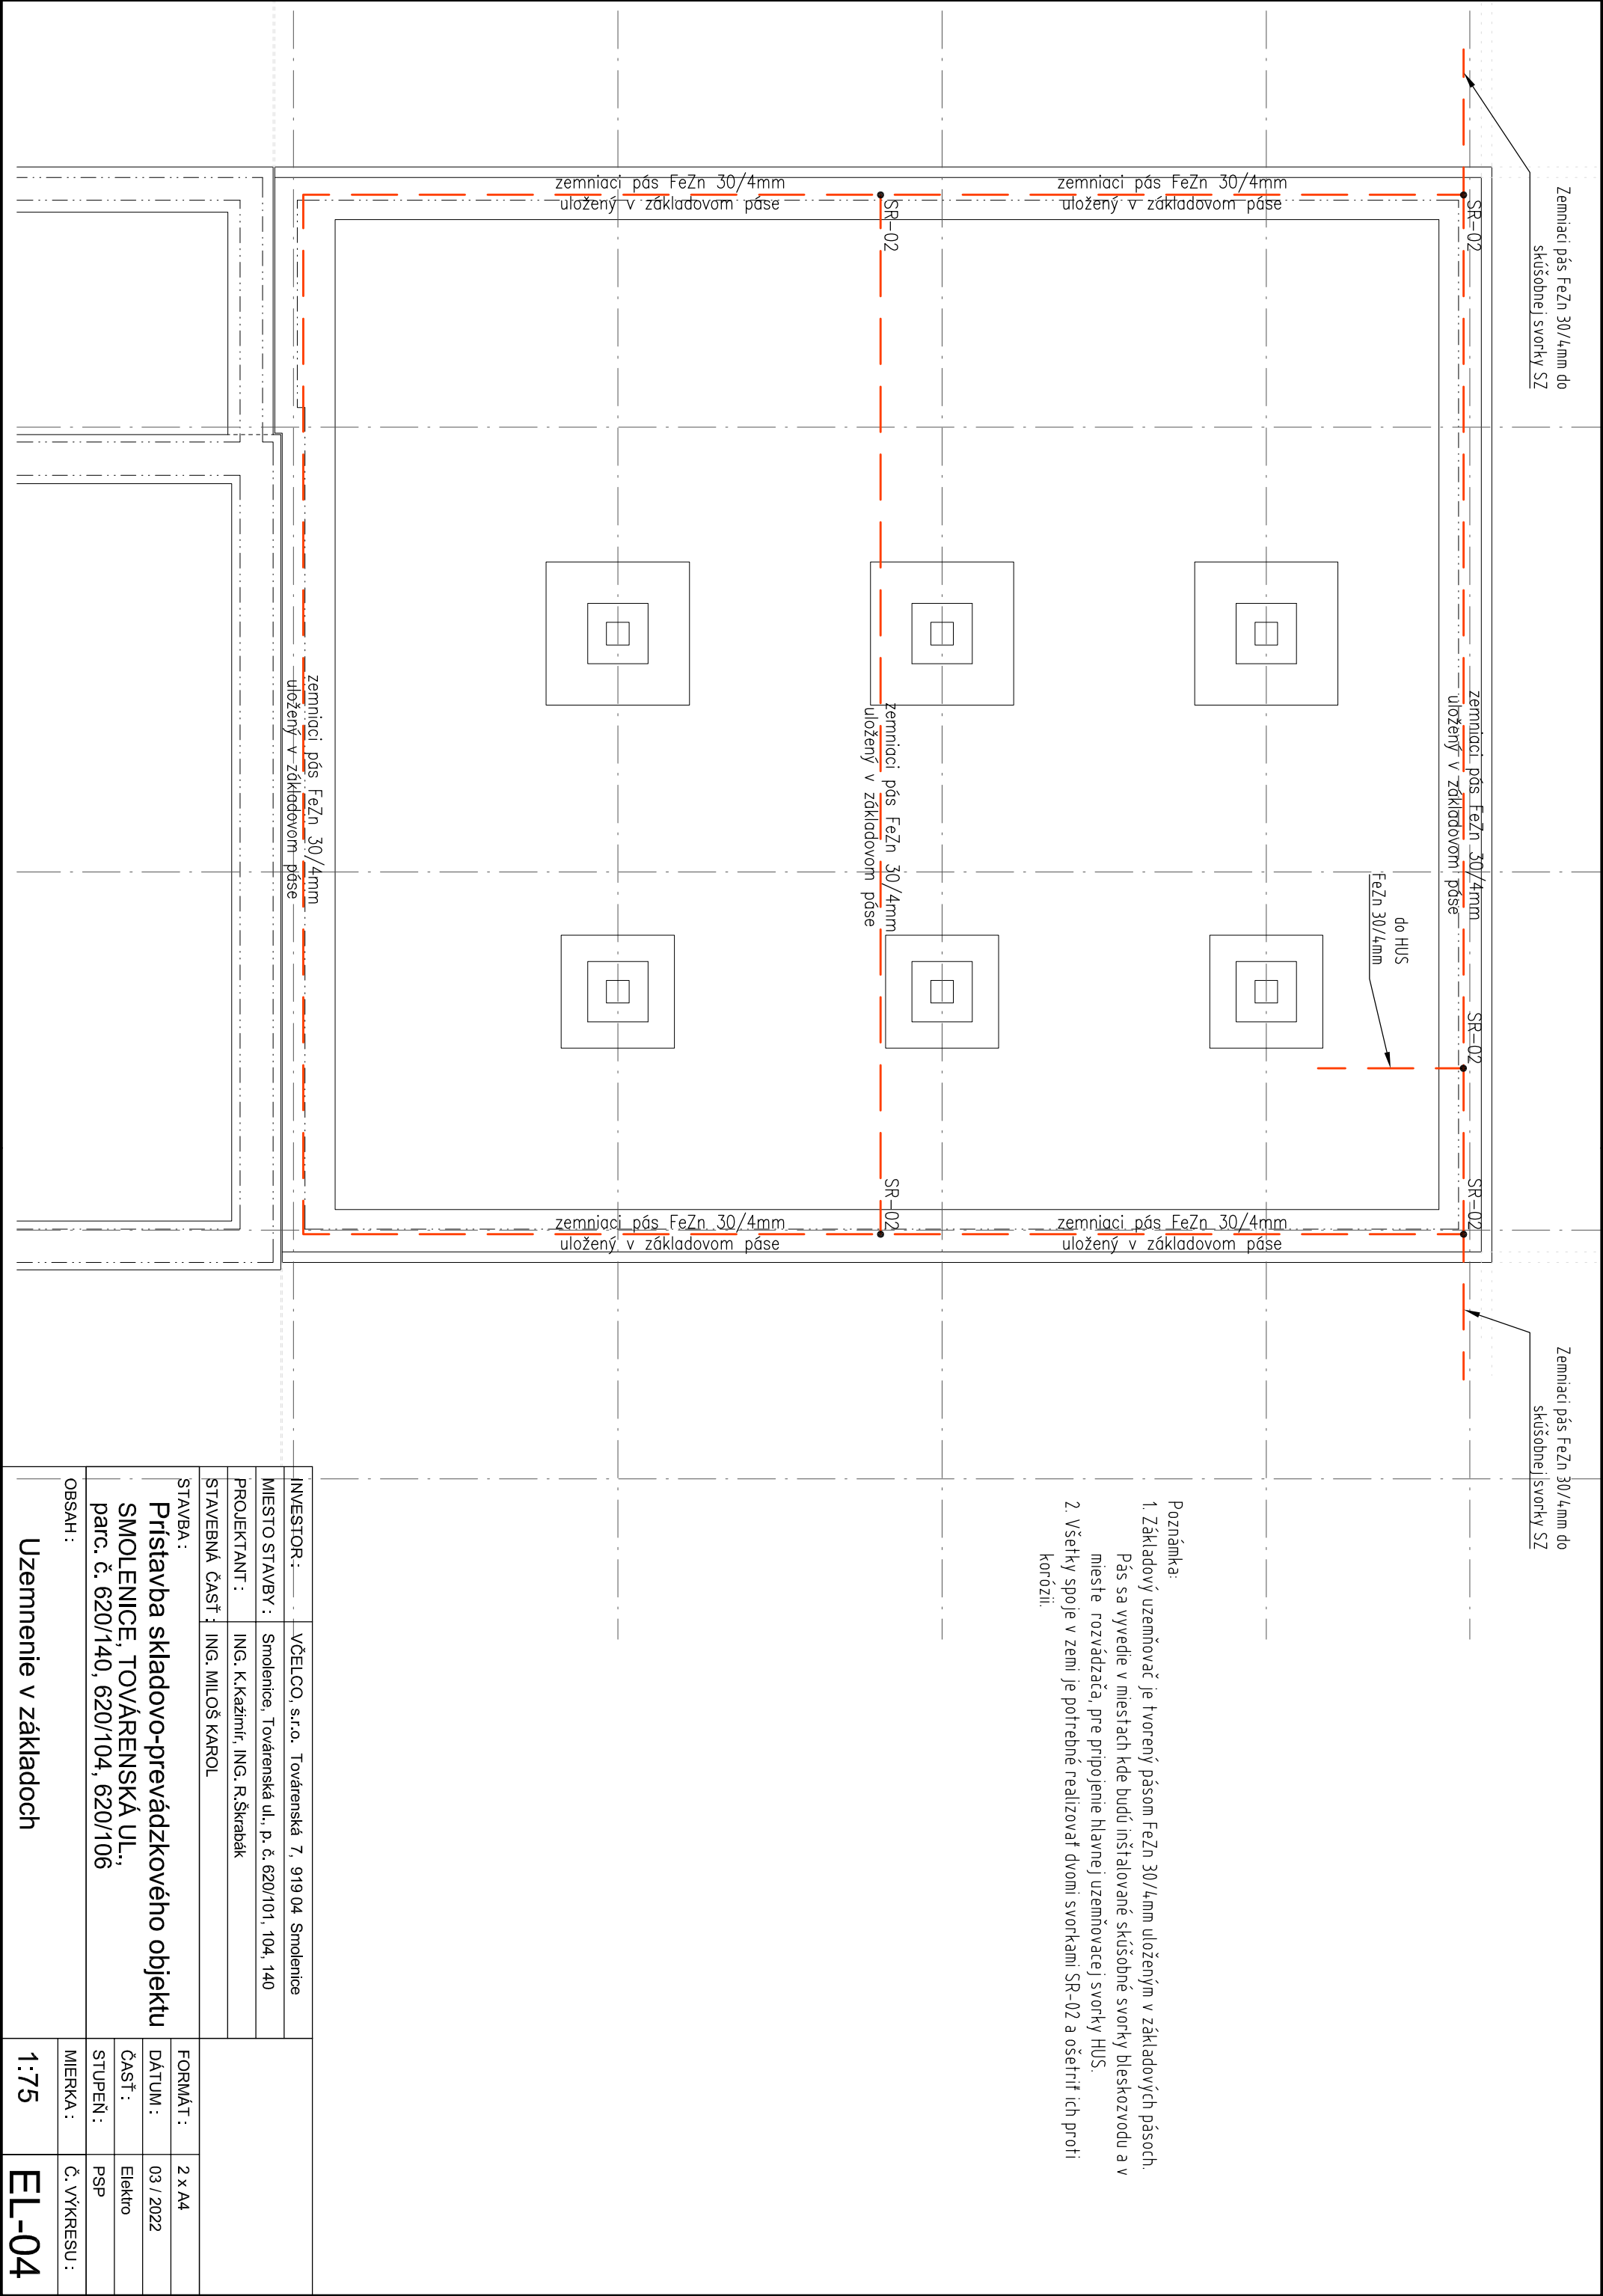 Zemniaci pás FeZn 30/4mm do
skúšobnej svorky SZ
Zemniaci pás FeZn 30/4mm do
skúšobnej svorky SZ
SR-02
zemniaci pás FeZn 30/4mm
uložený v základovom páse
SR-02
SR-02
do HUS
FeZn 30/4mm
zemniaci pás FeZn 30/4mm
uložený v základovom páse
zemniaci pás FeZn 30/4mm
uložený v základovom páse
SR-02
zemniaci pás FeZn 30/4mm
uložený v základovom páse
SR-02
zemniaci pás FeZn 30/4mm
uložený v základovom páse
zemniaci pás FeZn 30/4mm
uložený v základovom páse
zemniaci pás FeZn 30/4mm
uložený v základovom páse
Poznámka:
1. Základový uzemňovač je tvorený pásom FeZn 30/4mm uloženým v základových pásoch.
Pás sa vyvedie v miestach kde budú inštalované skúšobné svorky bleskozvodu a v
mieste rozvádzača, pre pripojenie hlavnej uzemňovacej svorky HUS.
2. Všetky spoje v zemi je potrebné realizovať dvomi svorkami SR-02 a ošetriť ich proti
korózii.
INVESTOR : VČELCO, s.r.o. Továrenská 7, 919 04 Smolenice
MIESTO STAVBY : Smolenice, Továrenská ul., p. č. 620/101, 104, 140
PROJEKTANT : ING. K.Kažimír, ING. R.Škrabák
STAVEBNÁ ČASŤ : ING. MILOŠ KAROL
STAVBA :
Prístavba skladovo-prevádzkového objektu
SMOLENICE, TOVÁRENSKÁ UL.,
parc. č. 620/140, 620/104, 620/106
FORMÁT : 2 x A4
DÁTUM : 03 / 2022
ČASŤ : Elektro
STUPEŇ : PSP
OBSAH :
Uzemnenie v základoch
MIERKA :
1:75
Č. VÝKRESU :
EL-04